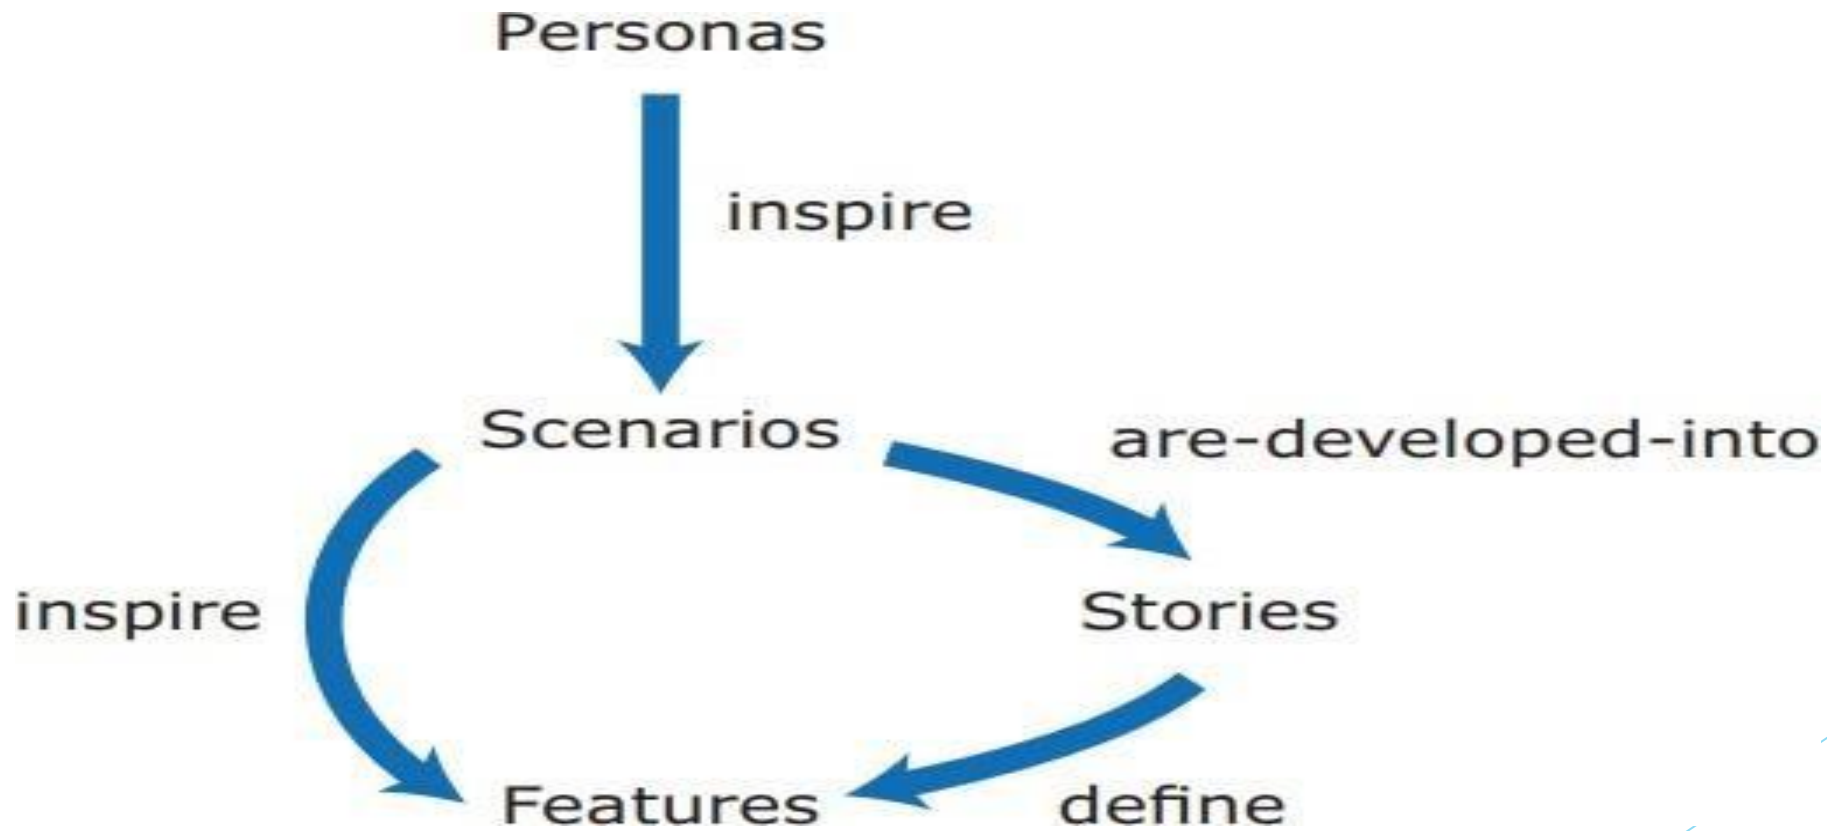 Personas
inspire
Scenarios
are-developed-into
inspire
Stories
Features
define